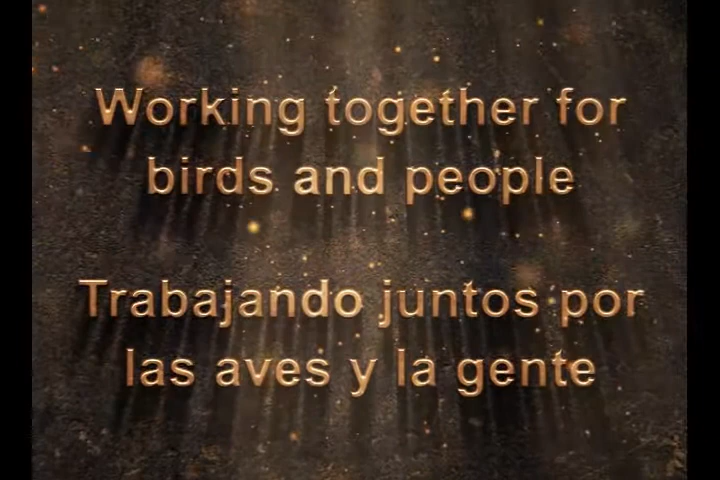 Working together for
birds and people
Trabajando juntos por
las aves y la gente